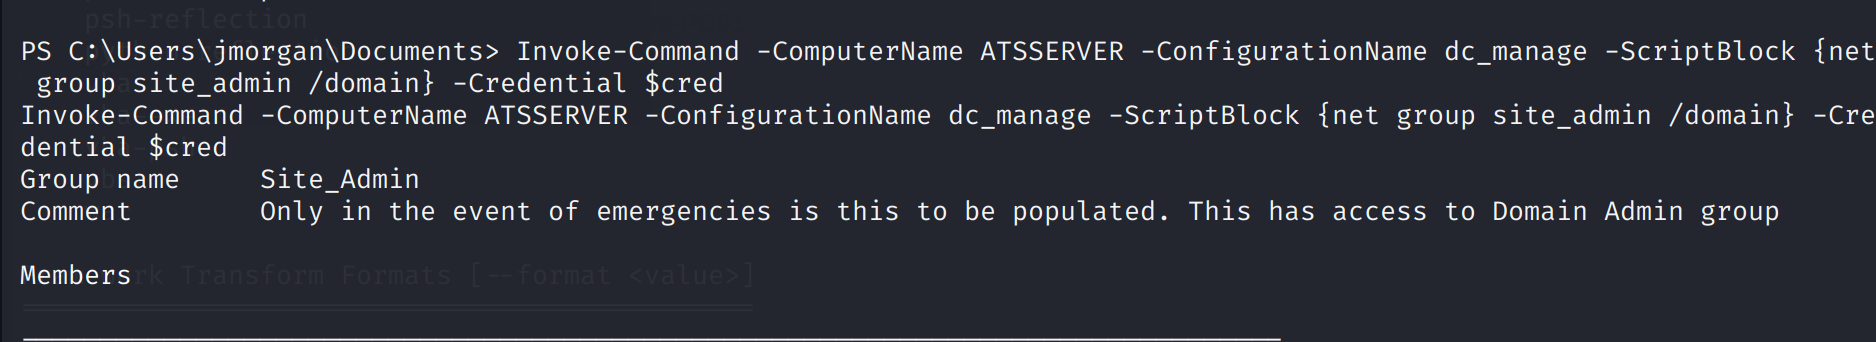 psh-reflection
PS C:\Users\jmorgan\Documents> Invoke-Command -ComputerName ATSSERVER -ConfigurationName dc_manage -ScriptBlock {net
 group site_admin /domain} -Credential $cred
Invoke-Command -ComputerName ATSSERVER -ConfigurationName dc_manage -ScriptBlock {net group site_admin /domain} -Cre
dential $cred
Group name     Site_Admin
Comment        Only in the event of emergencies is this to be populated. This has access to Domain Admin group
Members
Transform Formats [--format <value>]